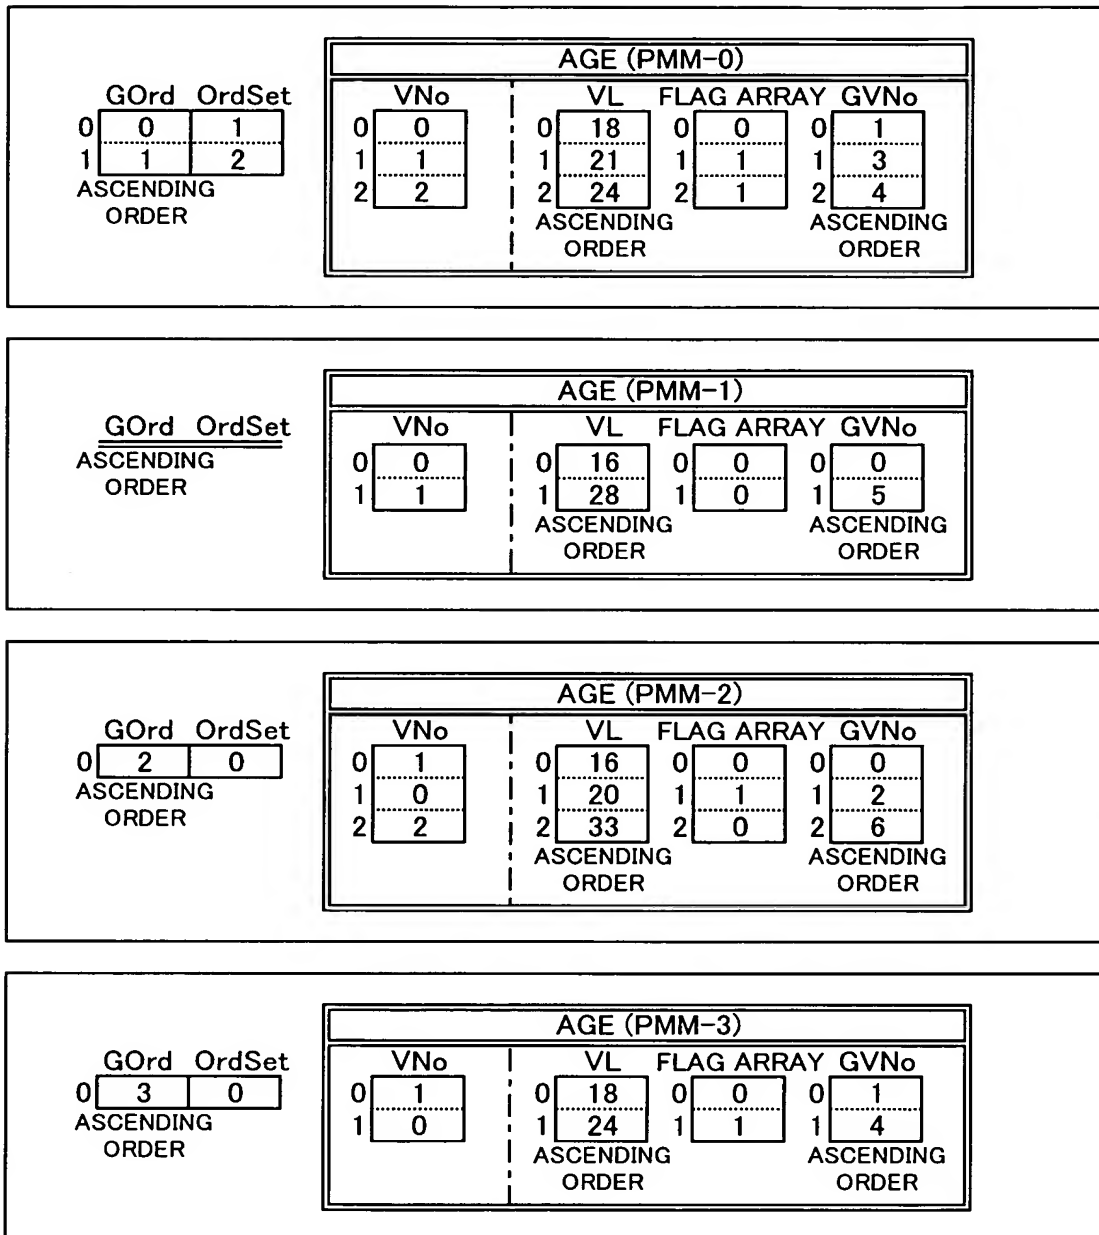 AGE (PMM-0)
GOrd OrdSet VNo VL FLAG ARRAY GVNo
0 0 1 0 0 0 18 0 0 0 1
1 1 2 1 1 1 21 1 1 1 3
ASCENDING 2 2 2 24 2 1 2 4
ORDER ASCENDING ASCENDING
ORDER ORDER
AGE (PMM-1)
GOrd OrdSet VNo VL FLAG ARRAY GVNo
ASCENDING 0 0 0 16 0 0 0 0
ORDER 1 1 1 28 1 0 1 5
ASCENDING ASCENDING
ORDER ORDER
AGE (PMM-2)
GOrd OrdSet VNo VL FLAG ARRAY GVNo
0 2 0 0 1 0 16 0 0 0 0
ASCENDING 1 0 1 20 1 1 1 2
ORDER 2 2 2 33 2 0 2 6
ASCENDING ASCENDING
ORDER ORDER
AGE (PMM-3)
GOrd OrdSet VNo VL FLAG ARRAY GVNo
0 3 0 0 1 0 18 0 0 0 1
ASCENDING 1 0 1 24 1 1 1 4
ORDER ASCENDING ASCENDING
ORDER ORDER